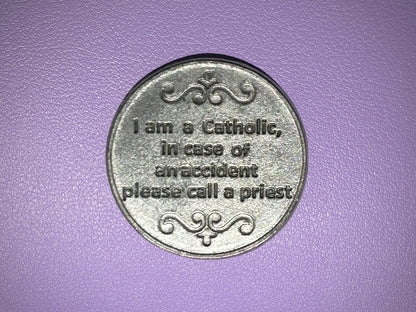 I am a Catholic,
in case of
an accident
please call a priest